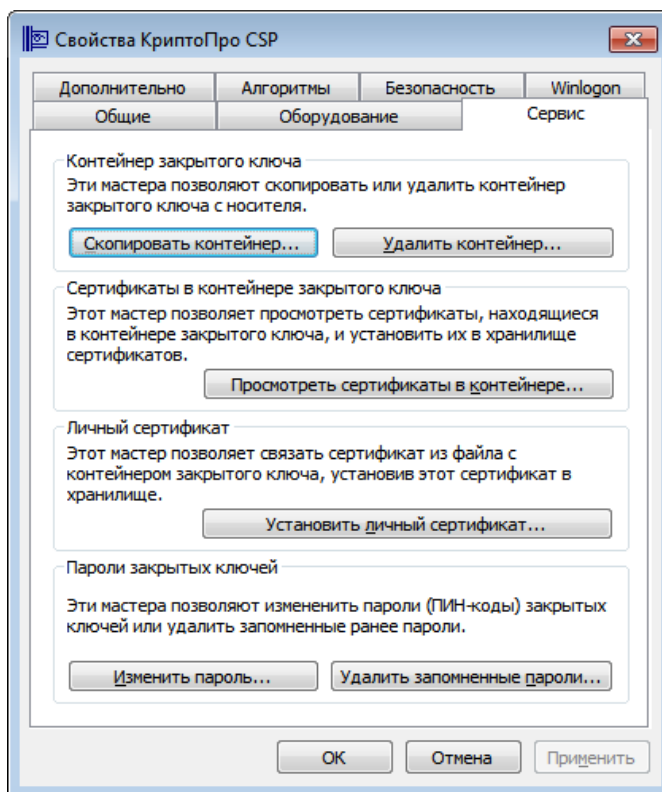 Свойства КриптоПро CSP
Дополнительно Алгоритмы Безопасность Winlogon
Общие Оборудование Сервис
Контейнер закрытого ключа
Эти мастера позволяют скопировать или удалить контейнер
закрытого ключа с носителя.
Скопировать контейнер... Удалить контейнер...
Сертификаты в контейнере закрытого ключа
Этот мастер позволяет просмотреть сертификаты, находящиеся
в контейнере закрытого ключа, и установить их в хранилище
сертификатов.
Просмотреть сертификаты в контейнере...
Личный сертификат
Этот мастер позволяет связать сертификат из файла с
контейнером закрытого ключа, установив этот сертификат в
хранилище.
Установить личный сертификат...
Пароли закрытых ключей
Эти мастера позволяют измененить пароли (ПИН-коды) закрытых
ключей или удалить запомненные ранее пароли.
Изменить пароль... Удалить запомненные пароли...
ОК Отмена Применить